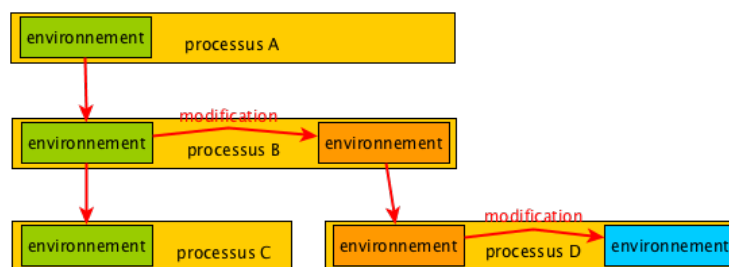 environnement
processus A
modification
environnement
processus B
environnement
environnement
processus C
modification
environnement
processus D
environnement